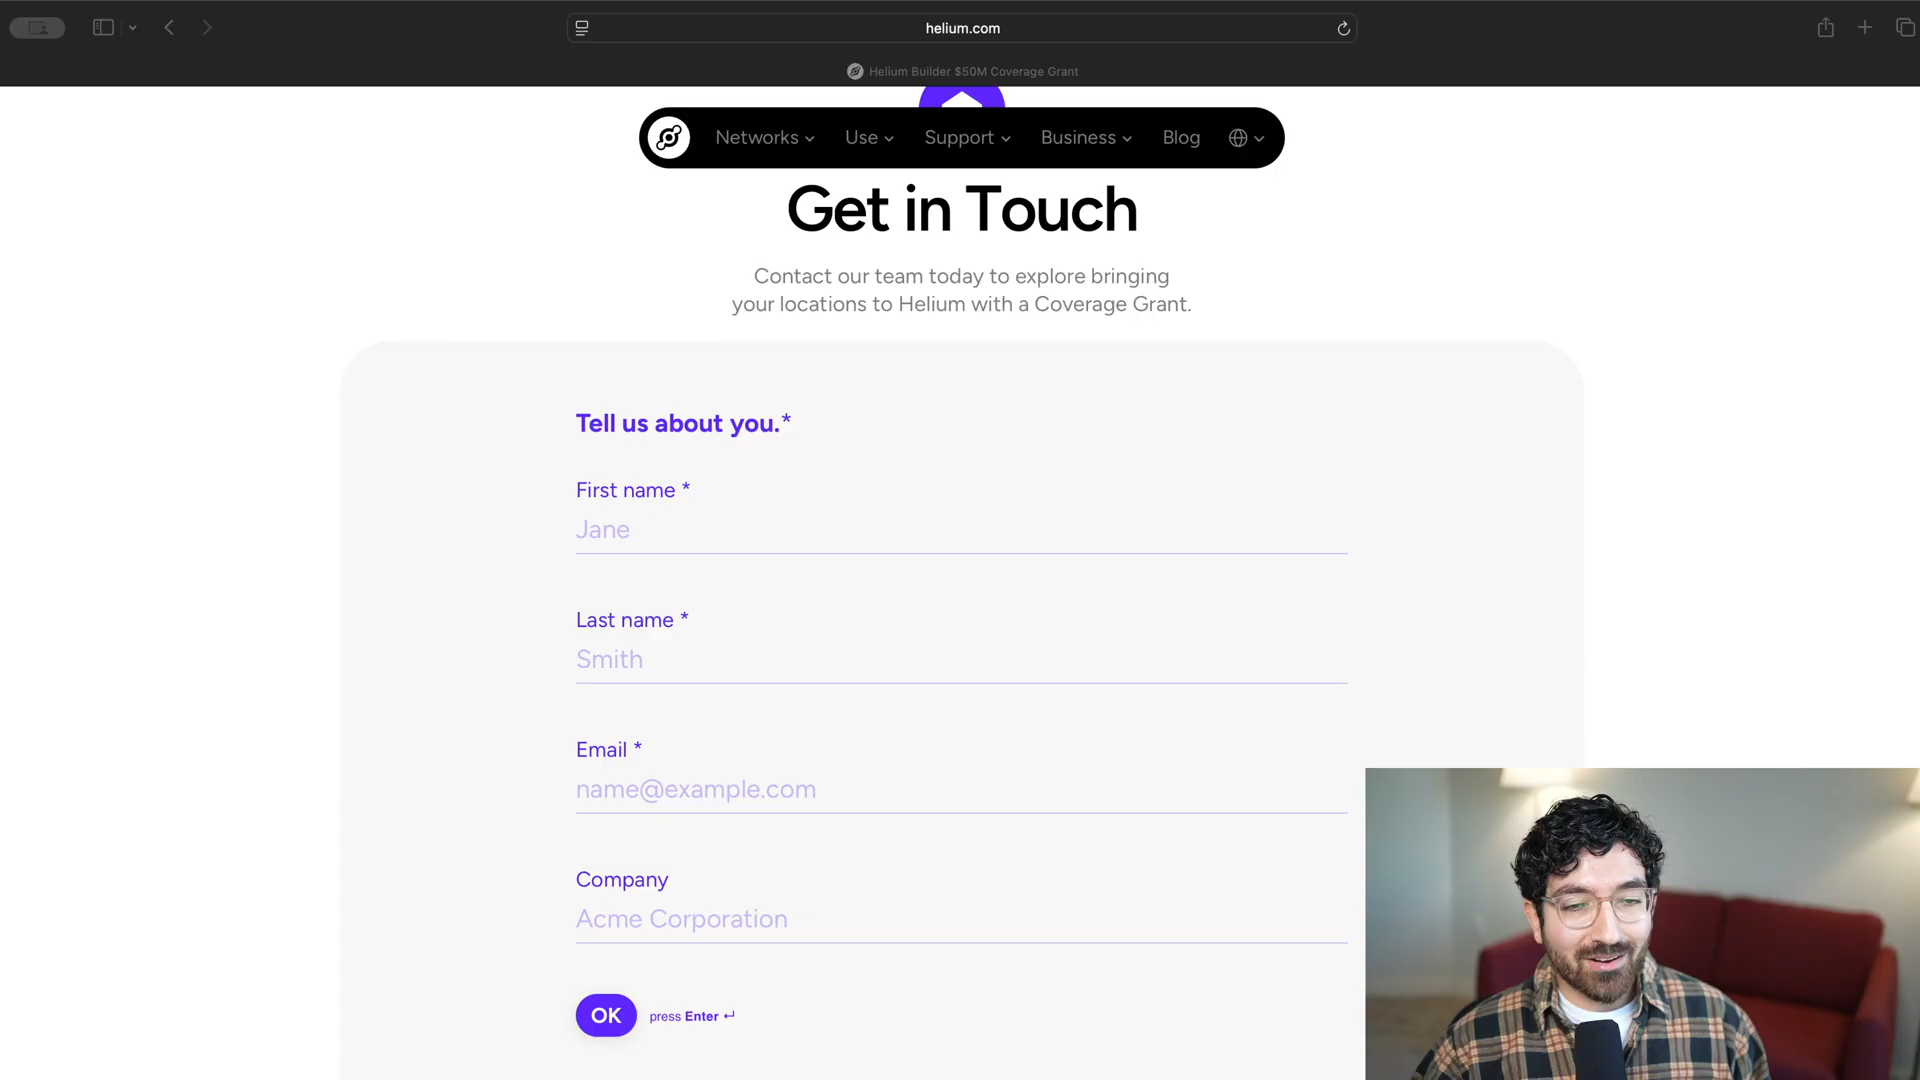 helium.com
Helium Builder $50M Coverage Grant
Networks Use Support Business Blog
Get in Touch
Contact our team today to explore bringing
your locations to Helium with a Coverage Grant.
Tell us about you.*
First name *
Jane
Last name *
Smith
Email *
name@example.com
Company
Acme Corporation
OK press Enter ↵